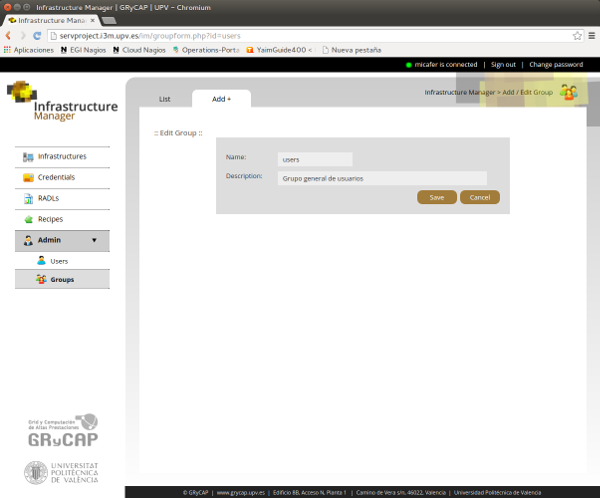 Infrastructure Manager | GRyCAP | UPV - Chromium
Infrastructure Mana
servproject.i3m.upv.es/im/groupform.php?id=users
Aplicaciones EGI Nagios Cloud Nagios Operations-Porta YaimGuide400 < Nueva pestaña
micafer is connected | Sign out | Change password
Infrastructure
Manager
List
Add +
Infrastructure Manager > Add / Edit Group
:: Edit Group ::
Name:
users
Description:
Grupo general de usuarios
Save
Cancel
Infrastructures
Credentials
RADLs
Recipes
Admin
Users
Groups
Grid y Computación
de Altas Prestaciones
GRyCAP
UNIVERSITAT
POLITÈCNICA
DE VALÈNCIA
© GRyCAP | www.grycap.upv.es | Edificio 8B, Acceso N, Planta 1 | Camino de Vera s/n, 46022, Valencia | Universidad Politécnica de Valencia